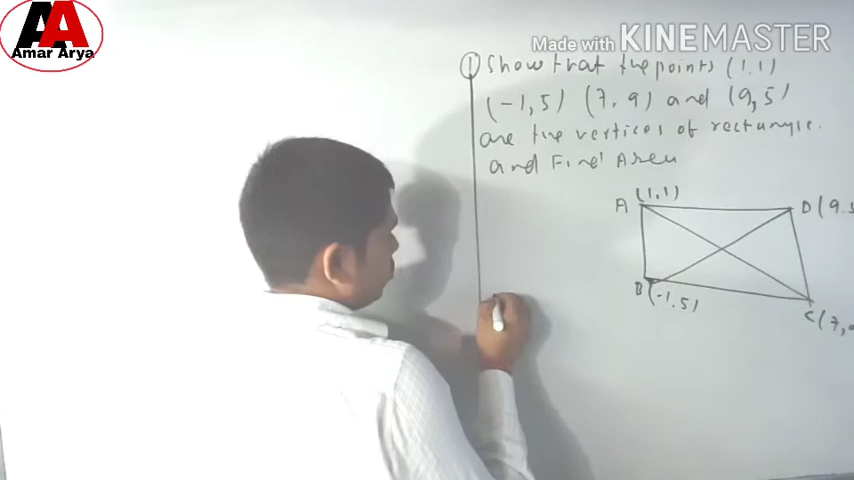 AA
Amar Arya
Made with KINEMASTER
① Show that the points (1.1)
(-1,5) (7.9) and (9,5)
are the vertices of rectangle.
and Find Area
A (1,1)
D (9.5
B (-1.5)
C (7,